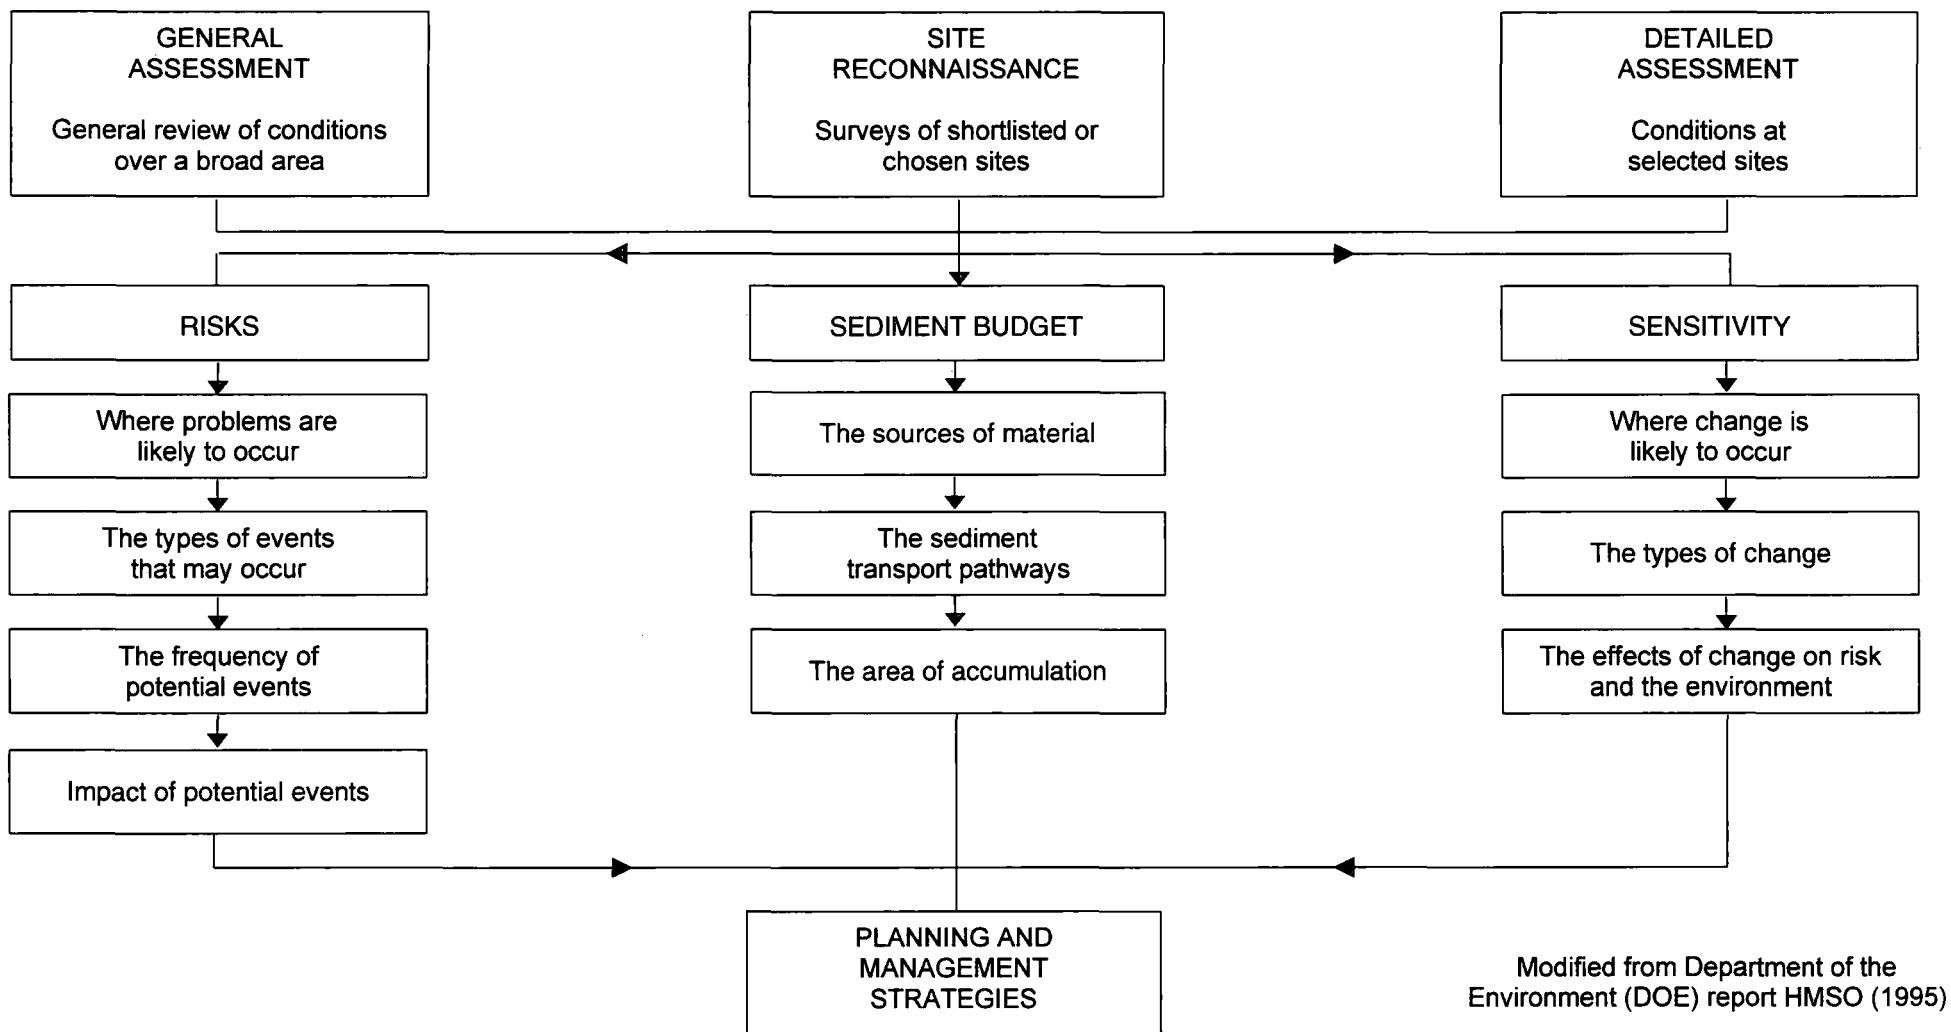 GENERAL
ASSESSMENT
General review of conditions
over a broad area
SITE
RECONNAISSANCE
Surveys of shortlisted or
chosen sites
DETAILED
ASSESSMENT
Conditions at
selected sites
RISKS
SEDIMENT BUDGET
SENSITIVITY
Where problems are
likely to occur
The sources of material
Where change is
likely to occur
The types of events
that may occur
The sediment
transport pathways
The types of change
The frequency of
potential events
The area of accumulation
The effects of change on risk
and the environment
Impact of potential events
PLANNING AND
MANAGEMENT
STRATEGIES
Modified from Department of the
Environment (DOE) report HMSO (1995)